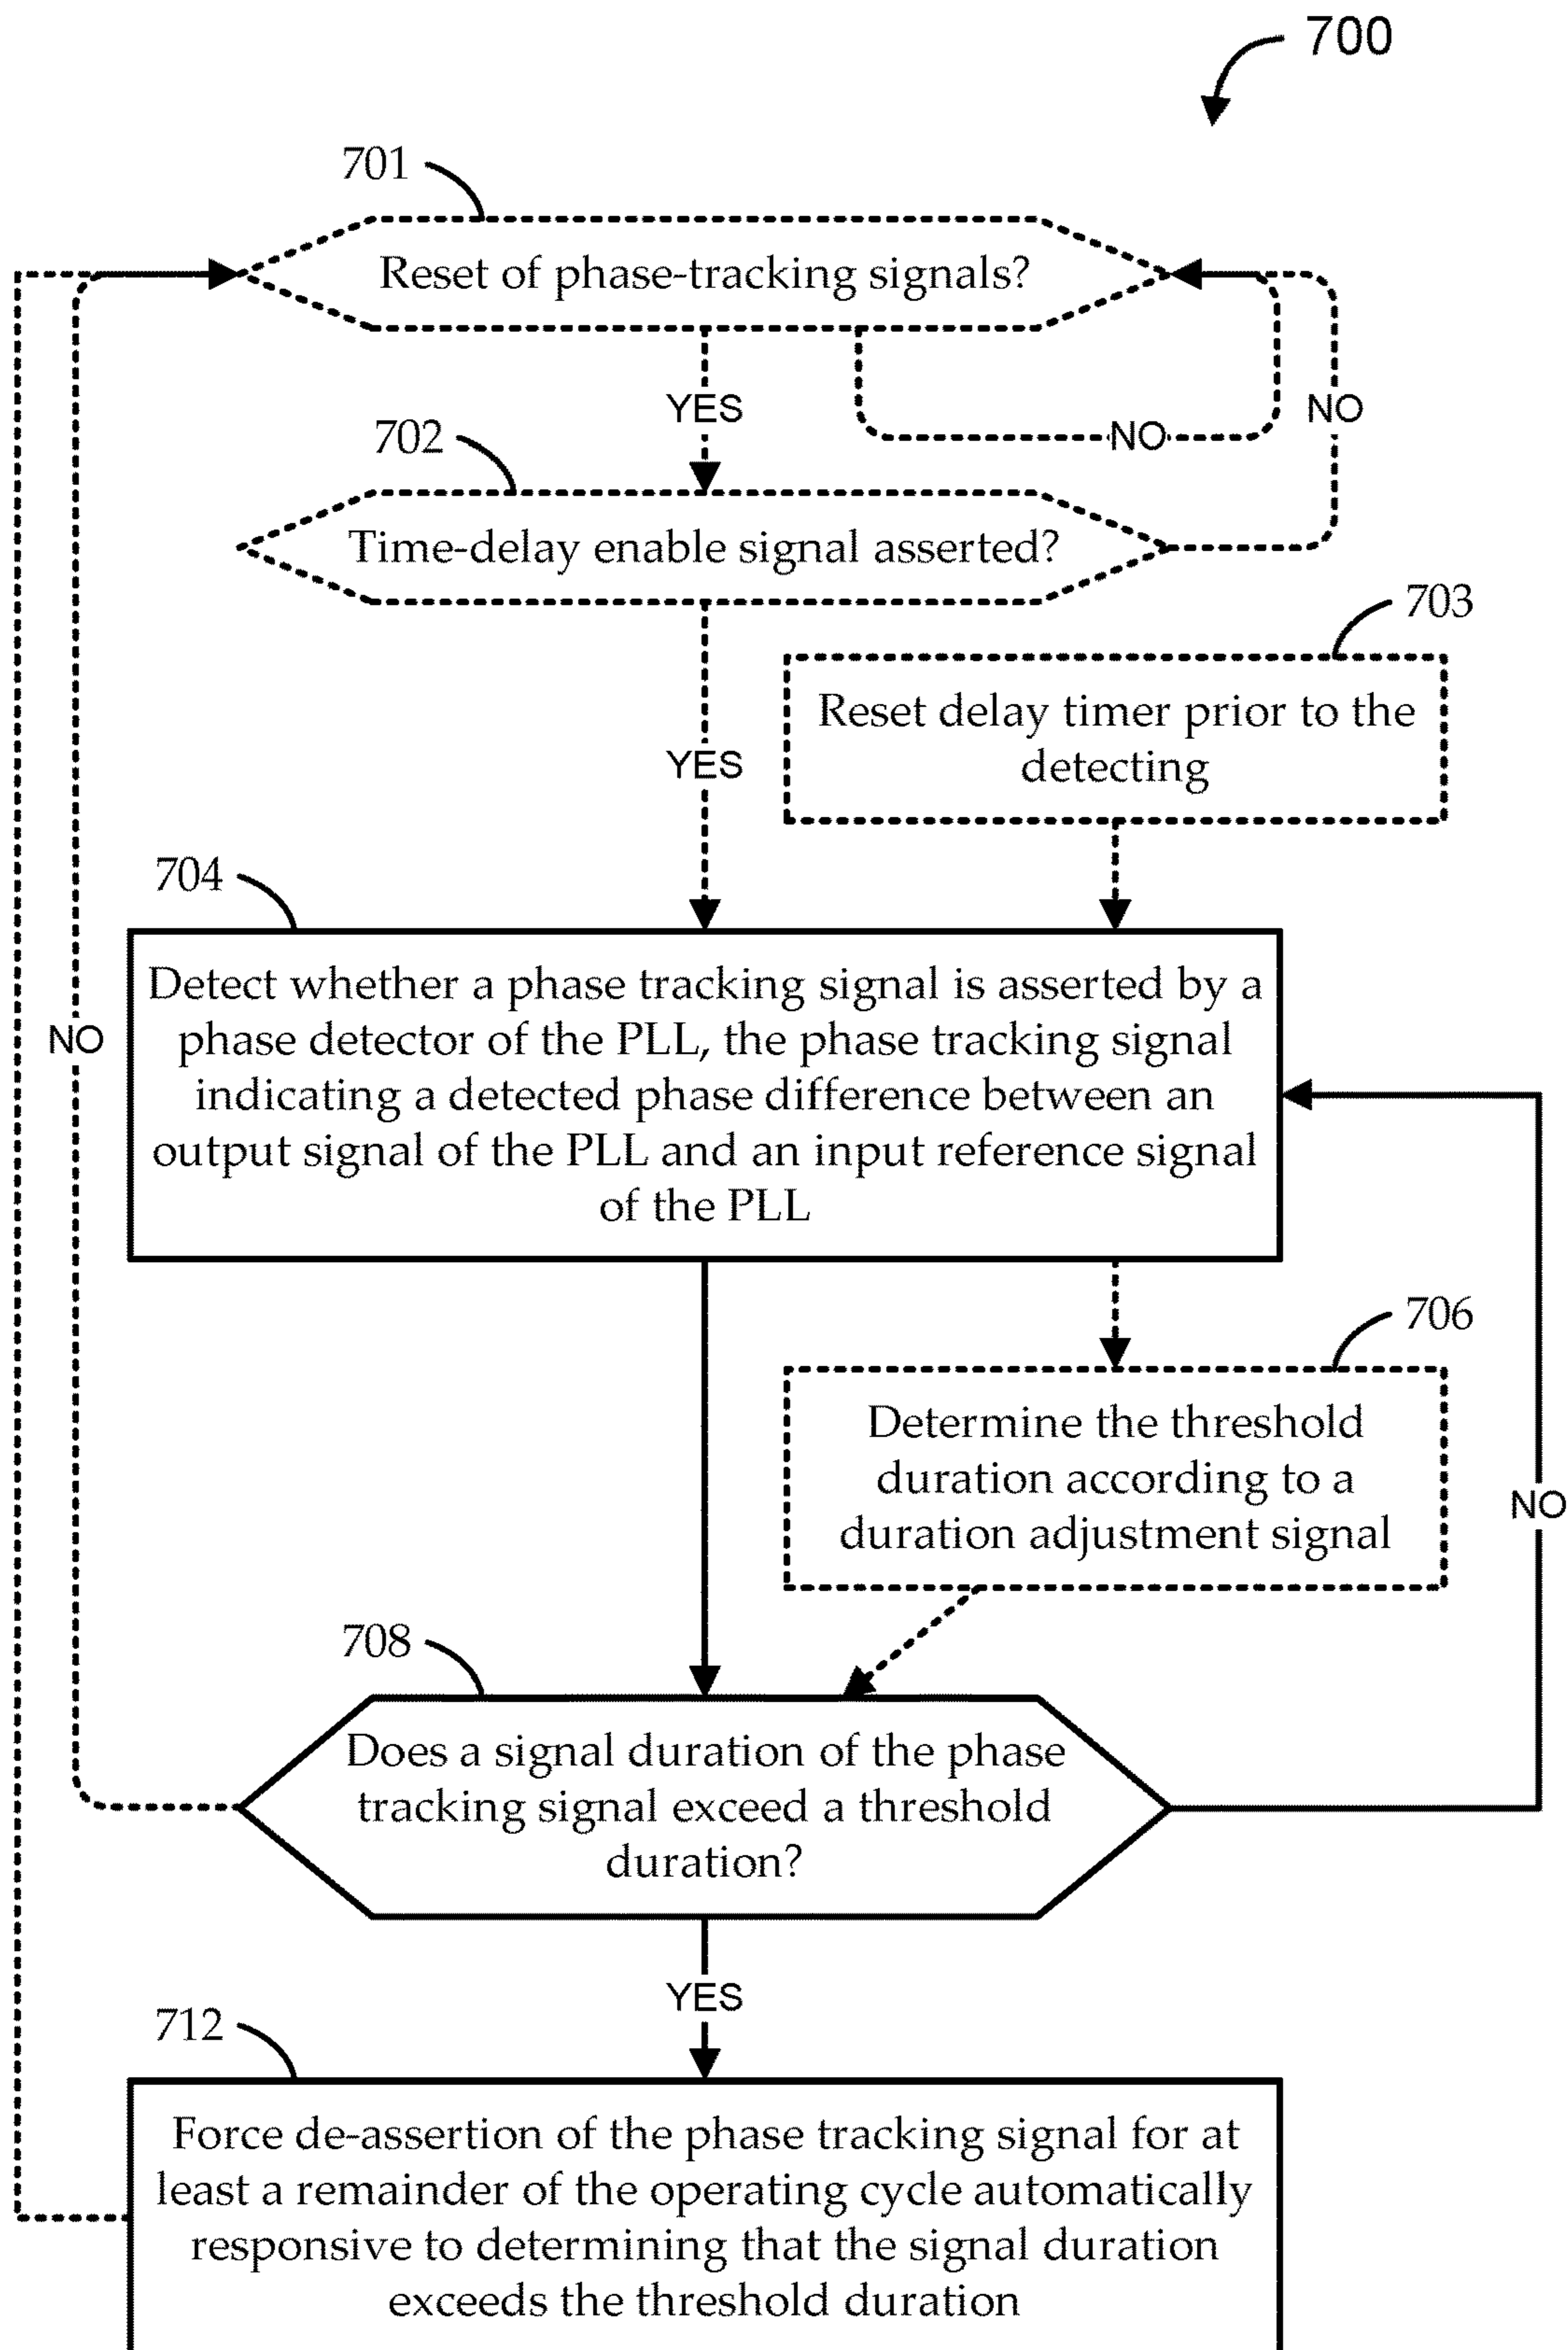 700
701
Reset of phase-tracking signals?
YES
NO
NO
702
Time-delay enable signal asserted?
703
Reset delay timer prior to the
detecting
YES
704
Detect whether a phase tracking signal is asserted by a
phase detector of the PLL, the phase tracking signal
indicating a detected phase difference between an
output signal of the PLL and an input reference signal
of the PLL
NO
706
Determine the threshold
duration according to a
duration adjustment signal
NO
708
Does a signal duration of the phase
tracking signal exceed a threshold
duration?
YES
712
Force de-assertion of the phase tracking signal for at
least a remainder of the operating cycle automatically
responsive to determining that the signal duration
exceeds the threshold duration